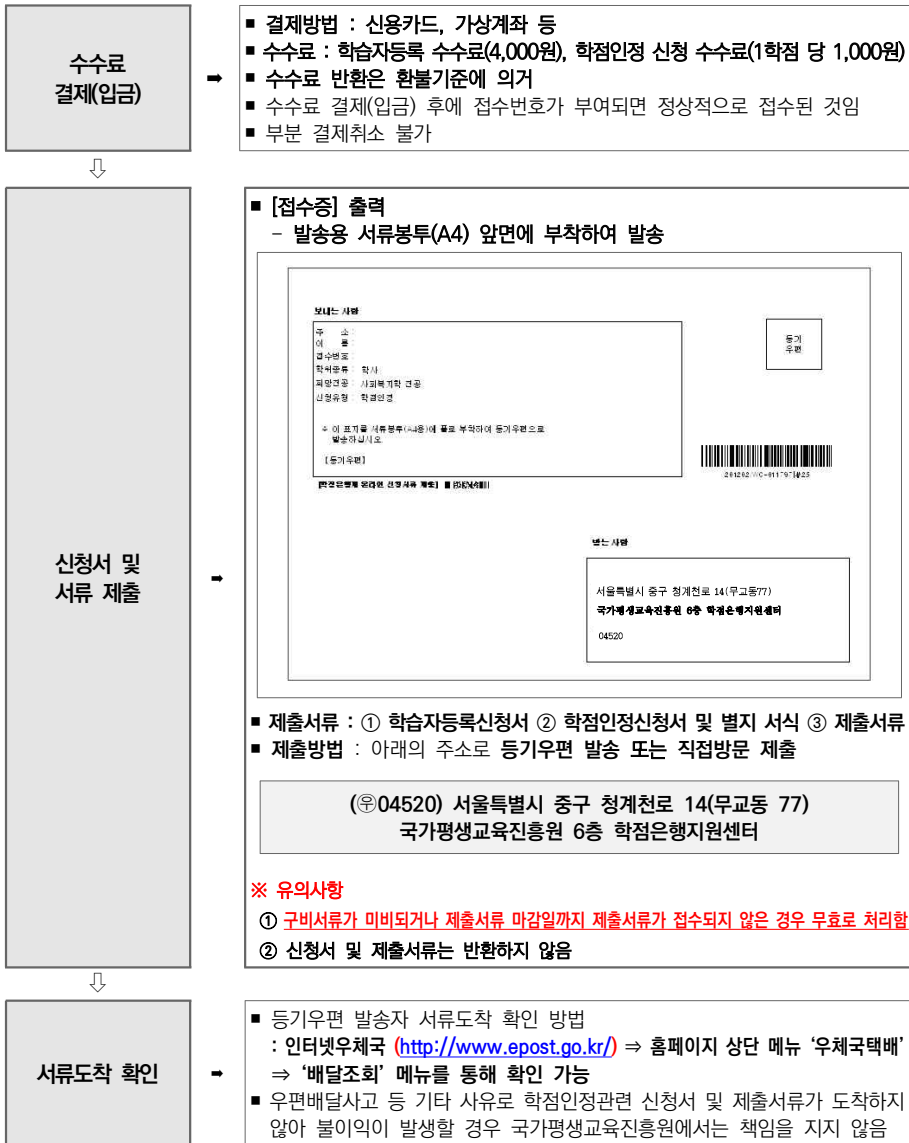 수수료
결제(입금)
➡
■ 결제방법 : 신용카드, 가상계좌 등
■ 수수료 : 학습자등록 수수료(4,000원), 학점인정 신청 수수료(1학점 당 1,000원)
■ 수수료 반환은 환불기준에 의거
■ 수수료 결제(입금) 후에 접수번호가 부여되면 정상적으로 접수된 것임
■ 부분 결제취소 불가
⇩
신청서 및
서류 제출
➡
■ [접수증] 출력
- 발송용 서류봉투(A4) 앞면에 부착하여 발송
보내는 사람
주 소 :
이 름 :
접수번호 :
학위종류 : 학사
희망전공 : 사회복지학 전공
신청유형 : 학점인정
※ 이 표지를 서류봉투(A4용)에 풀로 부착하여 등기우편으로
발송하십시오.
[등기우편]
등기
우편
[학점은행제 온라인 신청서류 제출]
받는 사람
서울특별시 중구 청계천로 14(무교동77)
국가평생교육진흥원 6층 학점은행지원센터
04520
■ 제출서류 : ① 학습자등록신청서 ② 학점인정신청서 및 별지 서식 ③ 제출서류
■ 제출방법 : 아래의 주소로 등기우편 발송 또는 직접방문 제출
(㉾04520) 서울특별시 중구 청계천로 14(무교동 77)
국가평생교육진흥원 6층 학점은행지원센터
※ 유의사항
① 구비서류가 미비되거나 제출서류 마감일까지 제출서류가 접수되지 않은 경우 무효로 처리함
② 신청서 및 제출서류는 반환하지 않음
⇩
서류도착 확인
➡
■ 등기우편 발송자 서류도착 확인 방법
: 인터넷우체국 (http://www.epost.go.kr/) ⇒ 홈페이지 상단 메뉴 ‘우체국택배’
⇒ ‘배달조회’ 메뉴를 통해 확인 가능
■ 우편배달사고 등 기타 사유로 학점인정관련 신청서 및 제출서류가 도착하지
않아 불이익이 발생할 경우 국가평생교육진흥원에서는 책임을 지지 않음